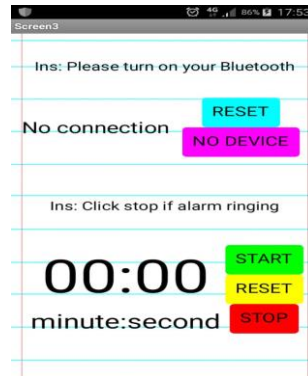 4G 86% 17:53
Screen3
Ins: Please turn on your Bluetooth
RESET
No connection
NO DEVICE
Ins: Click stop if alarm ringing
START
00:00
RESET
minute:second
STOP